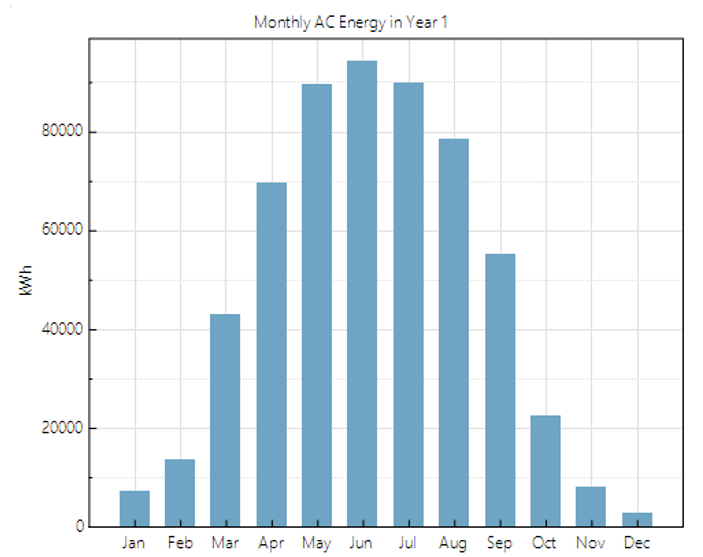 Monthly AC Energy in Year 1
80000
60000
kWh
40000
20000
0
Jan Feb Mar Apr May Jun Jul Aug Sep Oct Nov Dec